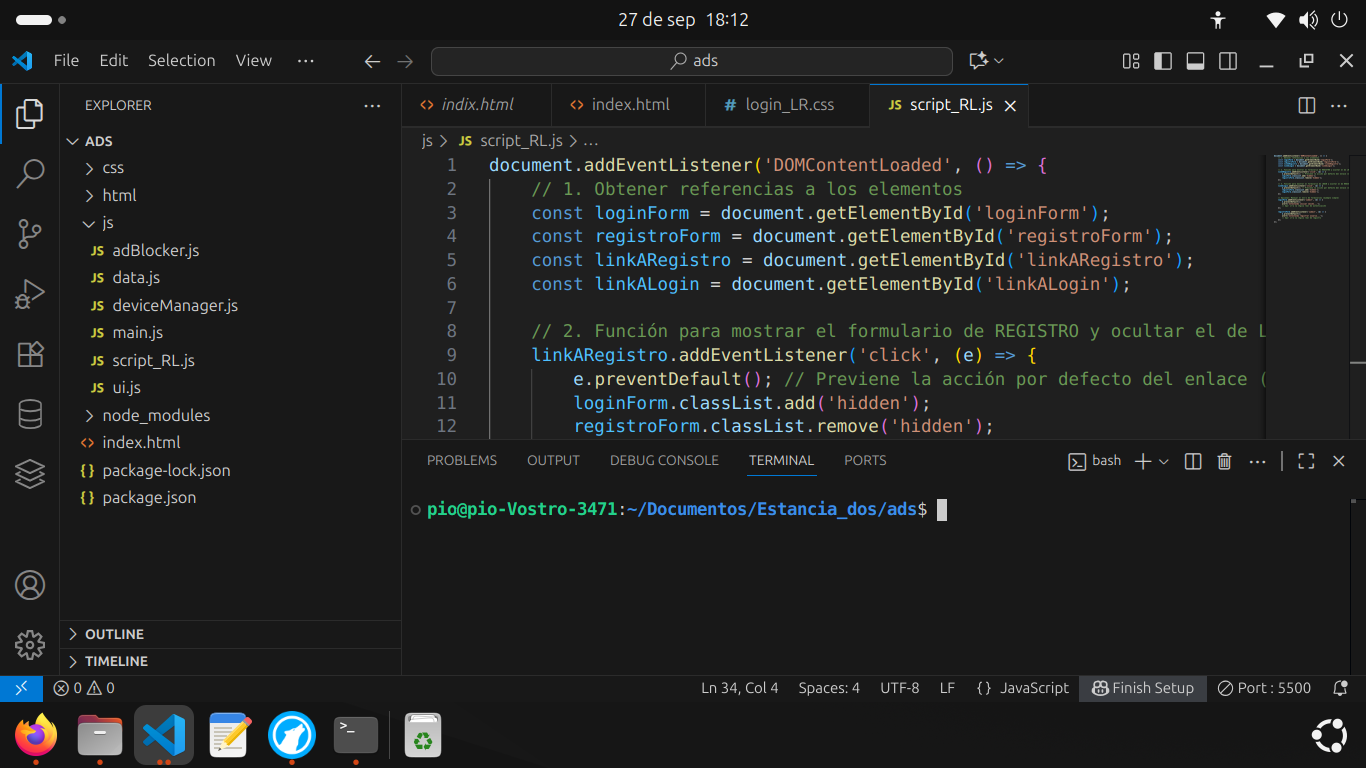 27 de sep 18:12
File Edit Selection View ads
EXPLORER
indix.html index.html # login_LR.css JS script_RL.js
ADS
css
html
js
JS adBlocker.js
JS data.js
JS deviceManager.js
JS main.js
JS script_RL.js
JS ui.js
node_modules
index.html
{} package-lock.json
{} package.json
OUTLINE
TIMELINE
js > JS script_RL.js > ...
1 document.addEventListener('DOMContentLoaded', () => {
2 // 1. Obtener referencias a los elementos
3 const loginForm = document.getElementById('loginForm');
4 const registroForm = document.getElementById('registroForm');
5 const linkARegistro = document.getElementById('linkARegistro');
6 const linkALogin = document.getElementById('linkALogin');
7
8 // 2. Función para mostrar el formulario de REGISTRO y ocultar el de L
9 linkARegistro.addEventListener('click', (e) => {
10 e.preventDefault(); // Previene la acción por defecto del enlace (
11 loginForm.classList.add('hidden');
12 registroForm.classList.remove('hidden');
PROBLEMS OUTPUT DEBUG CONSOLE TERMINAL PORTS bash
pio@pio-Vostro-3471:~/Documentos/Estancia_dos/ads$
0 0 Ln 34, Col 4 Spaces: 4 UTF-8 LF {} JavaScript Finish Setup Port : 5500